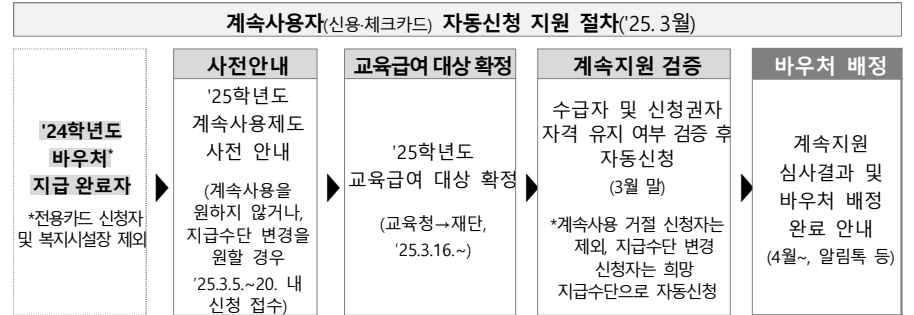 계속사용자(신용·체크카드) 자동신청 지원 절차('25. 3월)
'24학년도
바우처*
지급 완료자
*전용카드 신청자
및 복지시설장 제외
사전안내
'25학년도
계속사용제도
사전 안내
(계속사용을
원하지 않거나,
지급수단 변경을
원할 경우
'25.3.5.~20. 내
신청 접수)
교육급여 대상 확정
'25학년도
교육급여 대상 확정
(교육청→재단,
'25.3.16.~)
계속지원 검증
수급자 및 신청권자
자격 유지 여부 검증 후
자동신청
(3월 말)
*계속사용 거절 신청자는
제외, 지급수단 변경
신청자는 희망
지급수단으로 자동신청
바우처 배정
계속지원
심사결과 및
바우처 배정
완료 안내
(4월~, 알림톡 등)